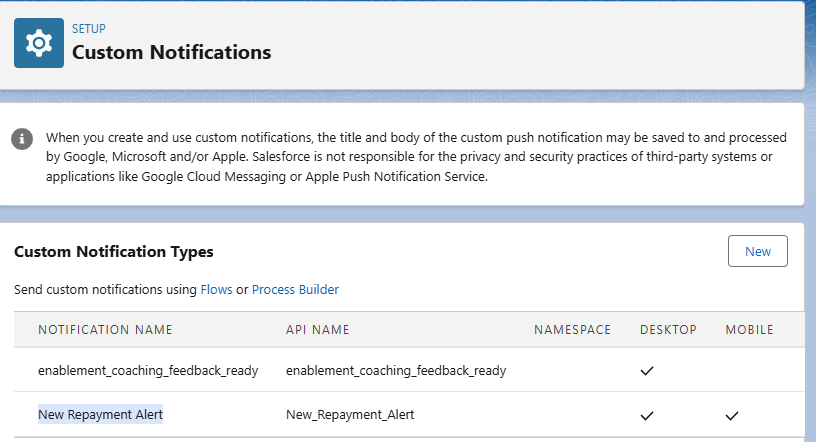 SETUP
Custom Notifications
When you create and use custom notifications, the title and body of the custom push notification may be saved to and processed
by Google, Microsoft and/or Apple. Salesforce is not responsible for the privacy and security practices of third-party systems or
applications like Google Cloud Messaging or Apple Push Notification Service.
Custom Notification Types
New
Send custom notifications using Flows or Process Builder
NOTIFICATION NAME API NAME NAMESPACE DESKTOP MOBILE
enablement_coaching_feedback_ready enablement_coaching_feedback_ready
New Repayment Alert New_Repayment_Alert